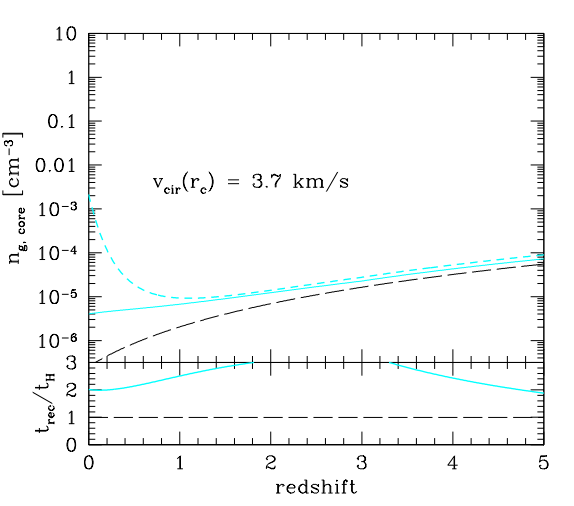 10
1
0.1
0.01
10⁻³
10⁻⁴
10⁻⁵
10⁻⁶
n_g, core [cm⁻³]
v_cir(r_c) = 3.7 km/s
3
2
1
0
t_rec/t_H
0 1 2 3 4 5
redshift